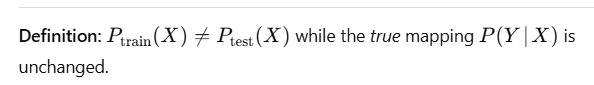 Definition: P_train(X) ≠ P_test(X) while the true mapping P(Y | X) is
unchanged.